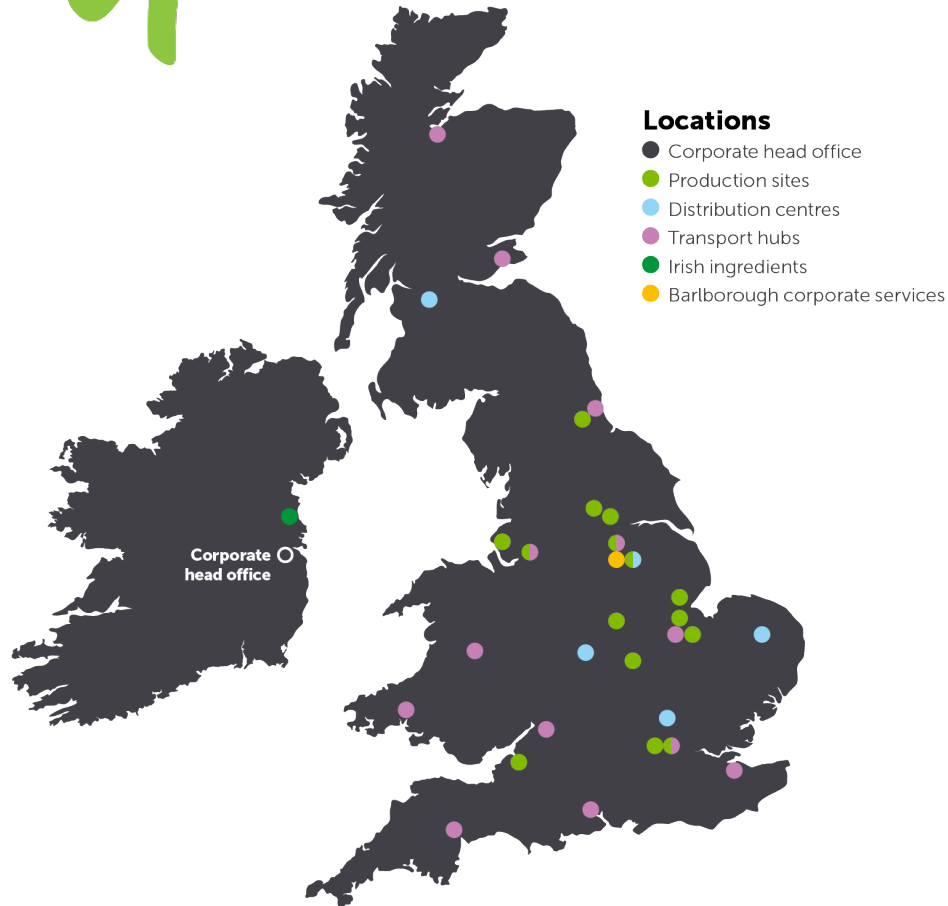 Locations
Corporate head office
Production sites
Distribution centres
Transport hubs
Irish ingredients
Barlborough corporate services
Corporate
head office